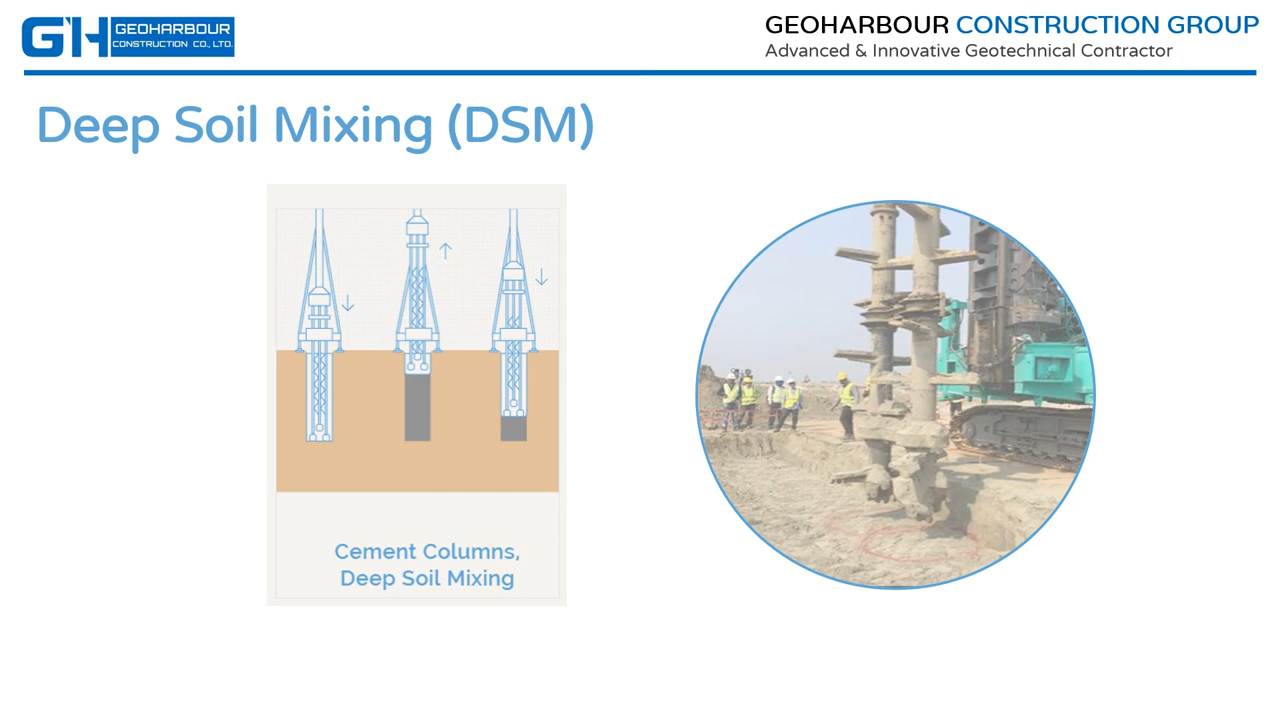 GH GEOHARBOUR
CONSTRUCTION CO., LTD.
GEOHARBOUR CONSTRUCTION GROUP
Advanced & Innovative Geotechnical Contractor
Deep Soil Mixing (DSM)
Cement Columns,
Deep Soil Mixing